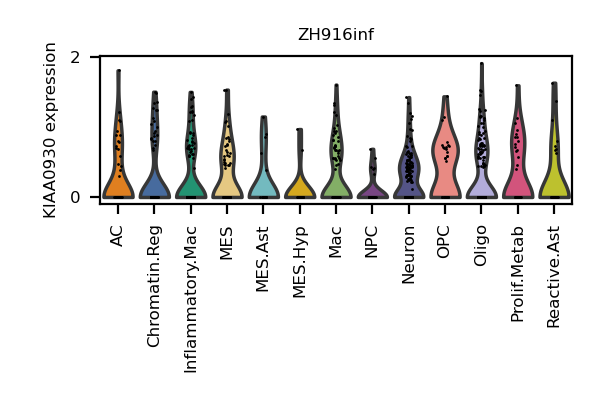 ZH916inf
KIAA0930 expression
2
0
AC
Chromatin.Reg
Inflammatory.Mac
MES
MES.Ast
MES.Hyp
Mac
NPC
Neuron
OPC
Oligo
Prolif.Metab
Reactive.Ast